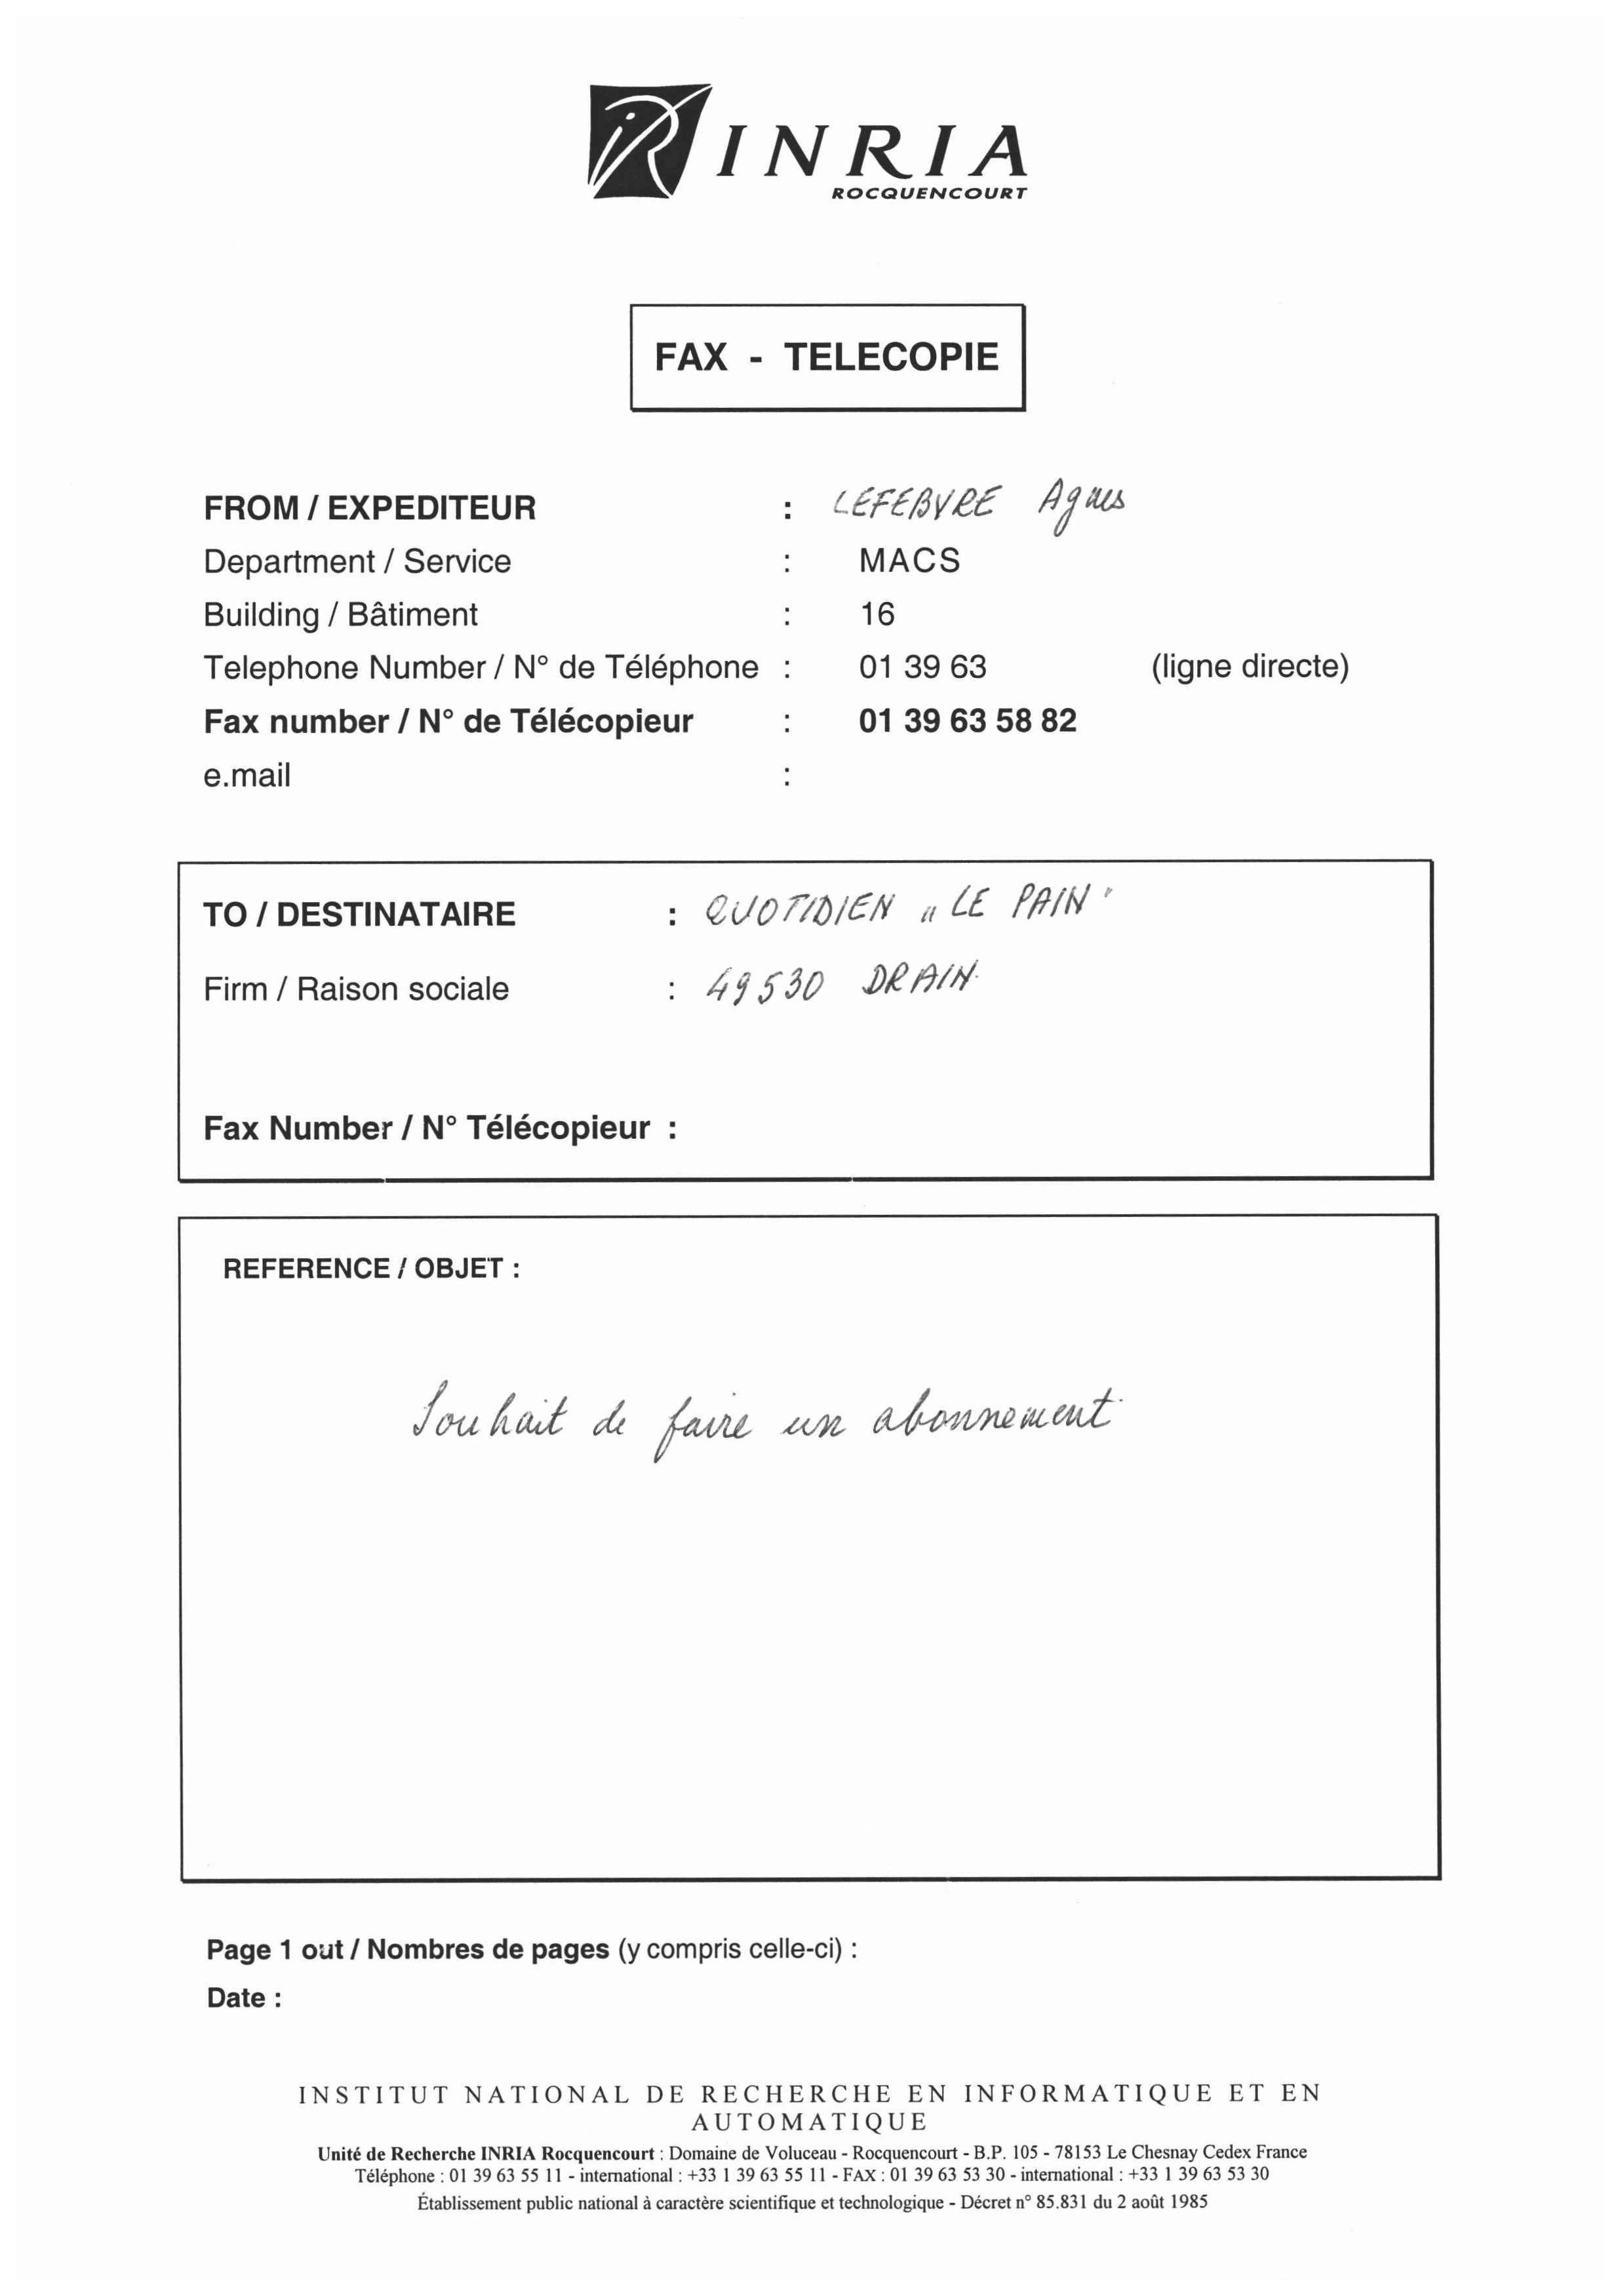 INRIA
ROCQUENCOURT
FAX - TELECOPIE
FROM / EXPEDITEUR : LEFEBVRE Agnes
Department / Service : MACS
Building / Bâtiment : 16
Telephone Number / N° de Téléphone : 01 39 63 (ligne directe)
Fax number / N° de Télécopieur : 01 39 63 58 82
e.mail :
TO / DESTINATAIRE : QUOTIDIEN "LE PAIN"
Firm / Raison sociale : 49530 DRAIN
Fax Number / N° Télécopieur :
REFERENCE / OBJET :
Souhait de faire un abonnement
Page 1 out / Nombres de pages (y compris celle-ci) :
Date :
INSTITUT NATIONAL DE RECHERCHE EN INFORMATIQUE ET EN
AUTOMATIQUE
Unité de Recherche INRIA Rocquencourt : Domaine de Voluceau - Rocquencourt - B.P. 105 - 78153 Le Chesnay Cedex France
Téléphone : 01 39 63 55 11 - international : +33 1 39 63 55 11 - FAX : 01 39 63 53 30 - international : +33 1 39 63 53 30
Établissement public national à caractère scientifique et technologique - Décret n° 85.831 du 2 août 1985